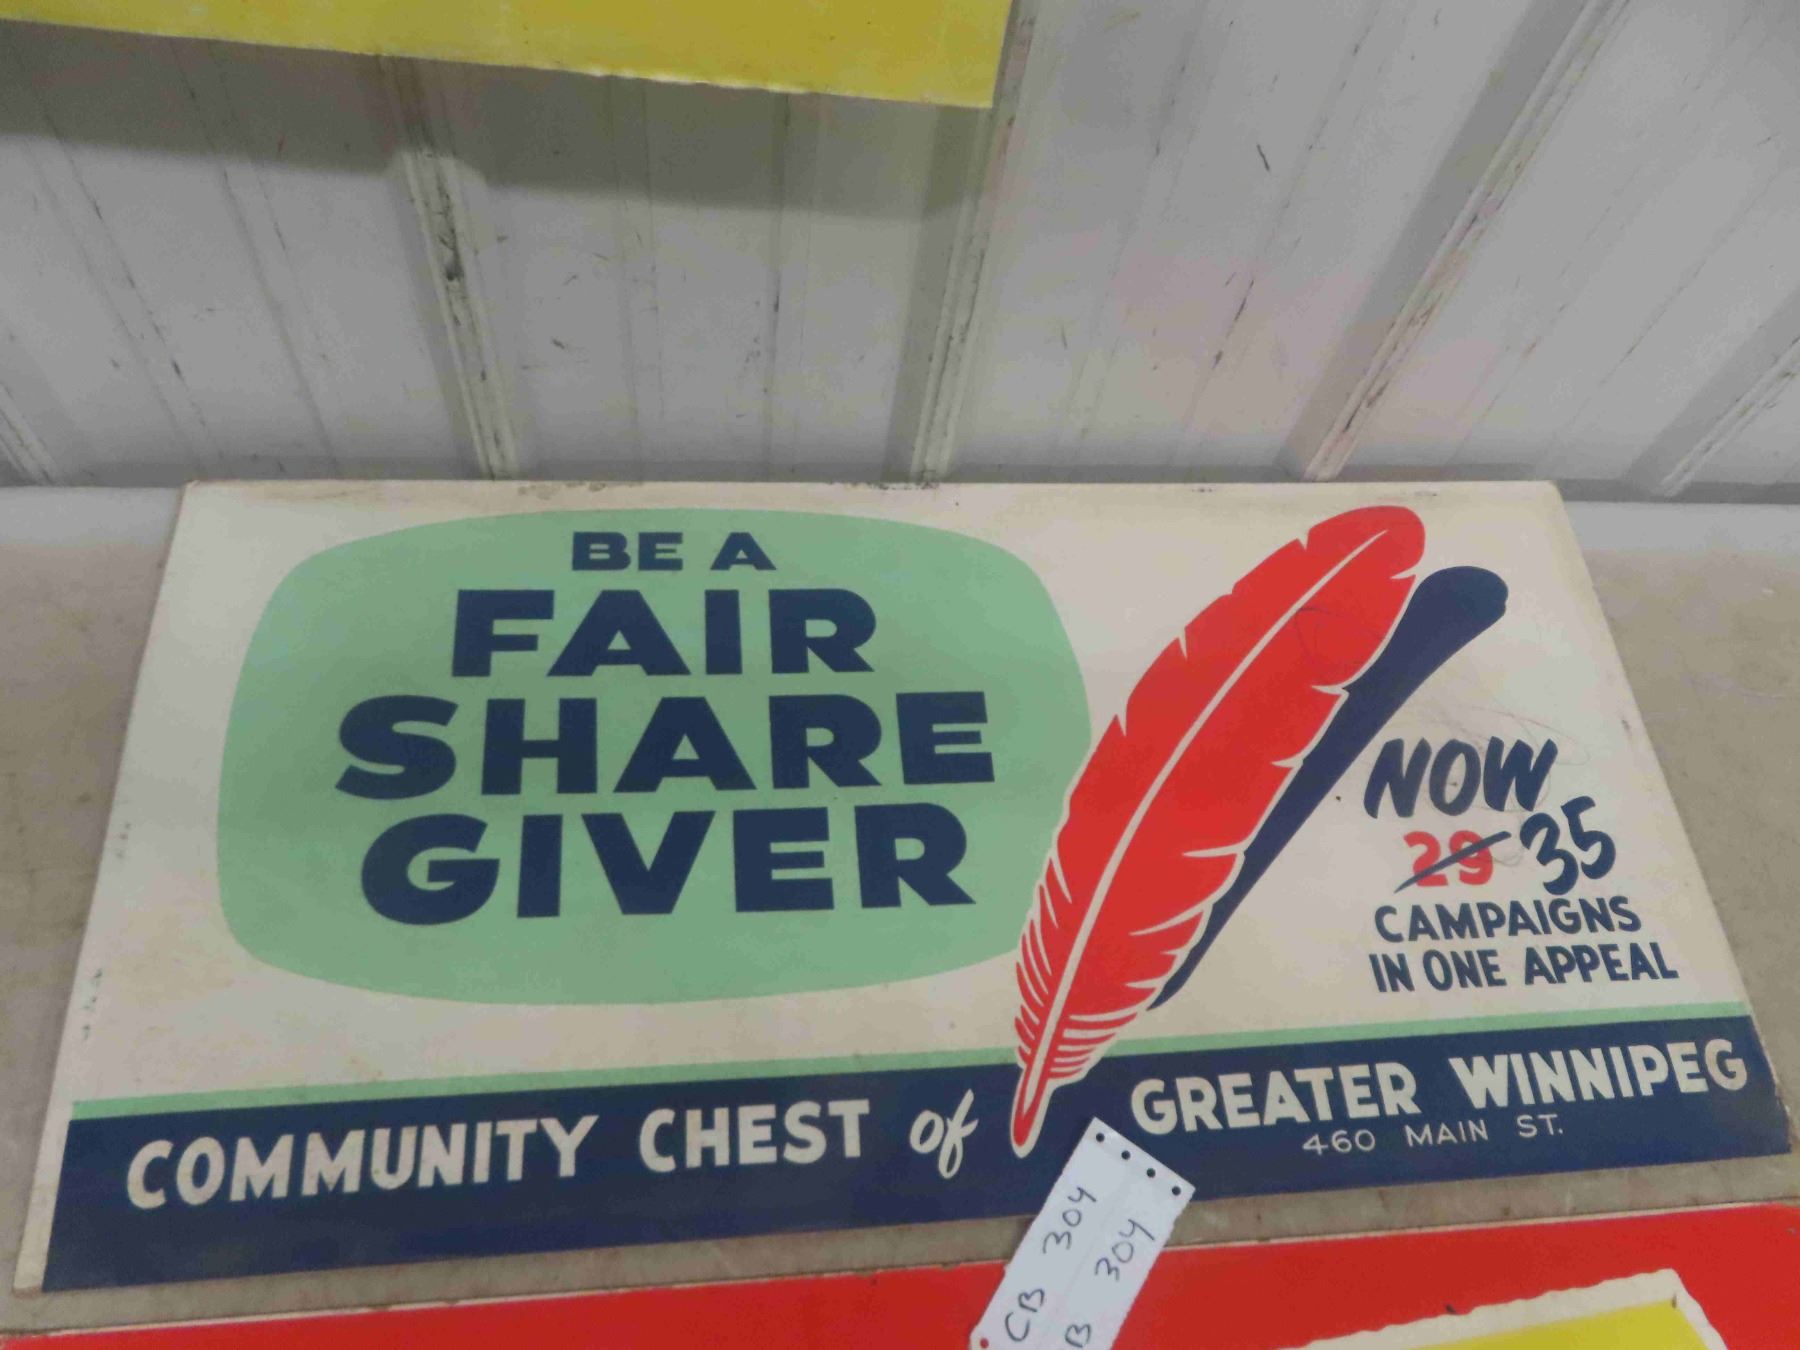 BE A
FAIR
SHARE
GIVER
NOW
29 35
CAMPAIGNS
IN ONE APPEAL
COMMUNITY CHEST of GREATER WINNIPEG
460 MAIN ST.
CB 304
B 304